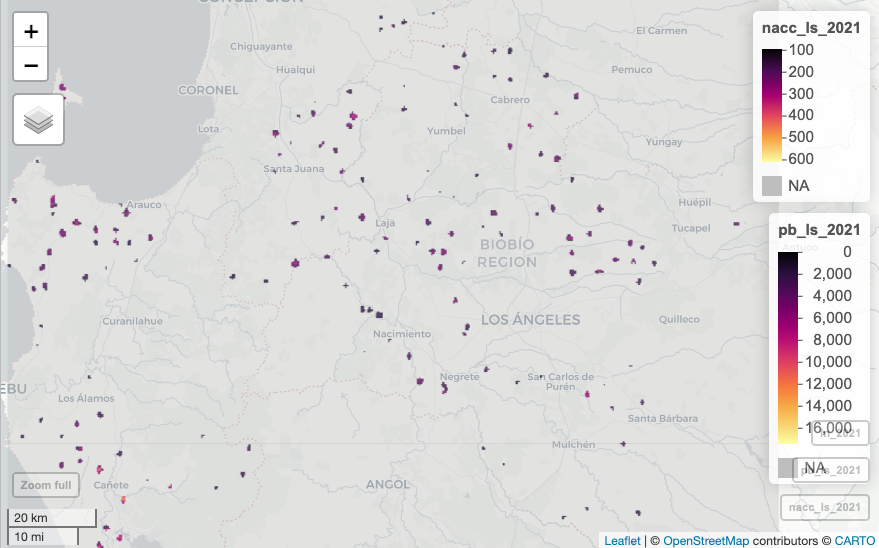 CONCEPCIÓN
+
−
Chiguayante
Hualqui
CORONEL
Lota
El Carmen
Pemuco
Cabrero
Yumbel
Yungay
Santa Juana
Arauco
Laja
Huépil
Tucapel
BIOBÍO
REGION
Antuco
Curanilahue
LOS ÁNGELES
Quilleco
Nacimiento
Negrete
San Carlos de
Purén
EBU
Los Álamos
Santa Bárbara
Mulchén
Cañete
ANGOL
nacc_ls_2021
100
200
300
400
500
600
NA
pb_ls_2021
0
2,000
4,000
6,000
8,000
10,000
12,000
14,000
16,000
NA
_2021
ls_2021
nacc_ls_2021
Zoom full
20 km
10 mi
Leaflet | © OpenStreetMap contributors © CARTO